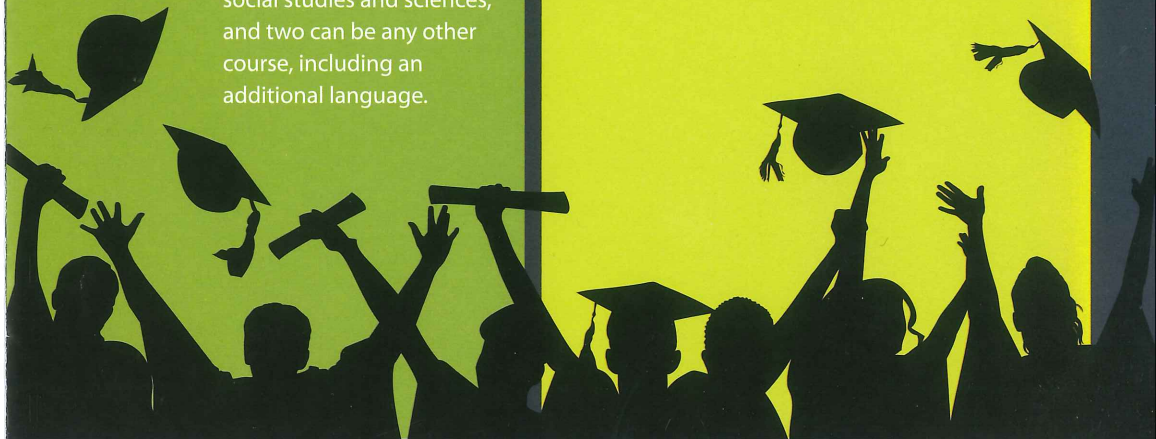 social studies and sciences,
and two can be any other
course, including an
additional language.